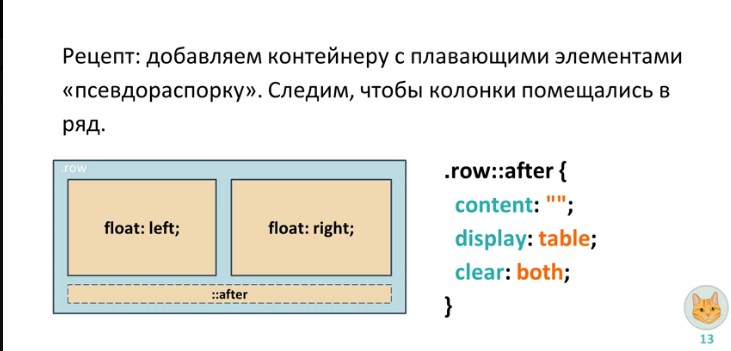 Рецепт: добавляем контейнеру с плавающими элементами
«псевдораспорку». Следим, чтобы колонки помещались в
ряд.
.row
float: left;
float: right;
::after
.row::after {
content: "";
display: table;
clear: both;
}
13